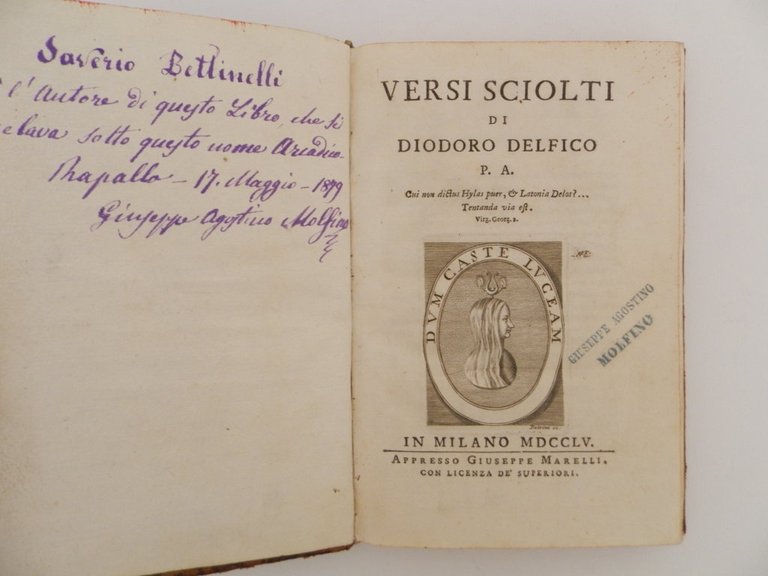 Saverio Bettinelli
l'Autore di questo Libro, che si
celava sotto questo nome Arcadico.
Rapallo — 17. Maggio — 1879
Giuseppe Agostino Molfino
VERSI SCIOLTI
DI
DIODORO DELFICO
P. A.
Cui non dictus Hylas puer, & Latonia Delos?...
Tentanda via est.
Virg. Georg. 3.
DVM CASTE LVCEAM
GIUSEPPE AGOSTINO
MOLFINO
IN MILANO MDCCLV.
APPRESSO GIUSEPPE MARELLI.
CON LICENZA DE' SUPERIORI.